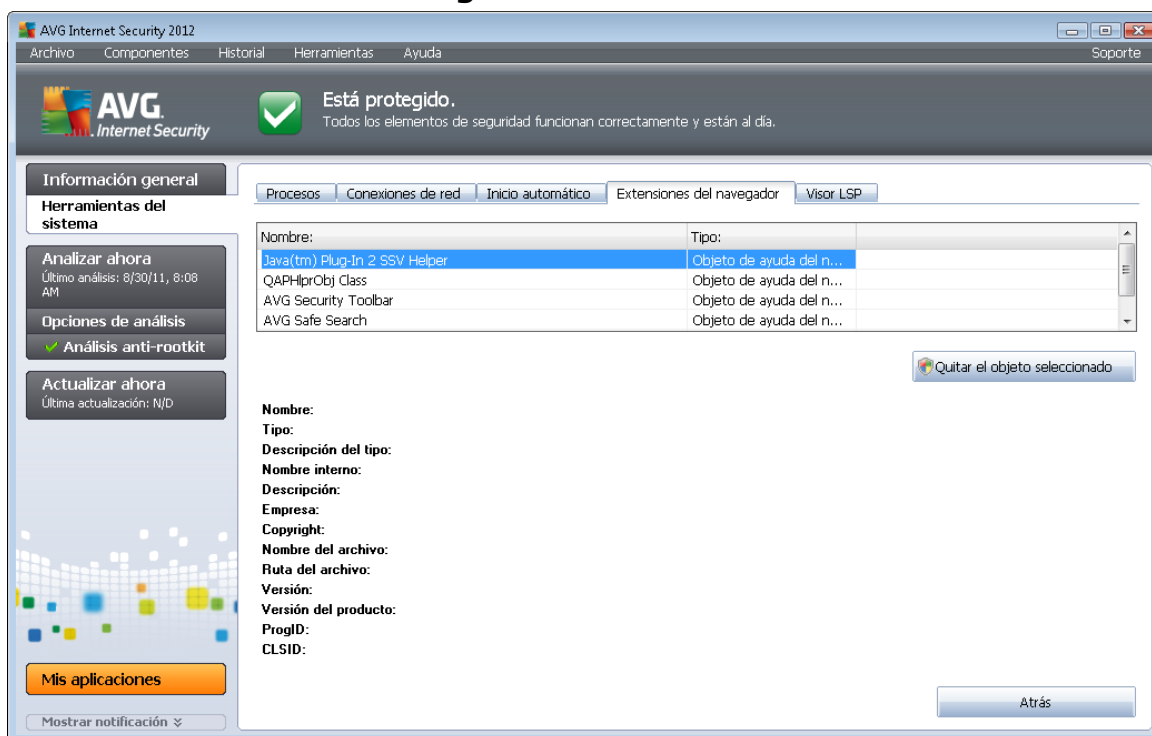 AVG Internet Security 2012
Archivo Componentes Historial Herramientas Ayuda Soporte
AVG.
Internet Security
Está protegido.
Todos los elementos de seguridad funcionan correctamente y están al día.
Información general
Herramientas del
sistema
Analizar ahora
Último análisis: 8/30/11, 8:08
AM
Opciones de análisis
Análisis anti-rootkit
Actualizar ahora
Última actualización: N/D
Mis aplicaciones
Mostrar notificación
Procesos Conexiones de red Inicio automático Extensiones del navegador Visor LSP
Nombre: Tipo:
Java(tm) Plug-In 2 SSV Helper Objeto de ayuda del n...
QAPHlprObj Class Objeto de ayuda del n...
AVG Security Toolbar Objeto de ayuda del n...
AVG Safe Search Objeto de ayuda del n...
Quitar el objeto seleccionado
Nombre:
Tipo:
Descripción del tipo:
Nombre interno:
Descripción:
Empresa:
Copyright:
Nombre del archivo:
Ruta del archivo:
Versión:
Versión del producto:
ProgID:
CLSID:
Atrás